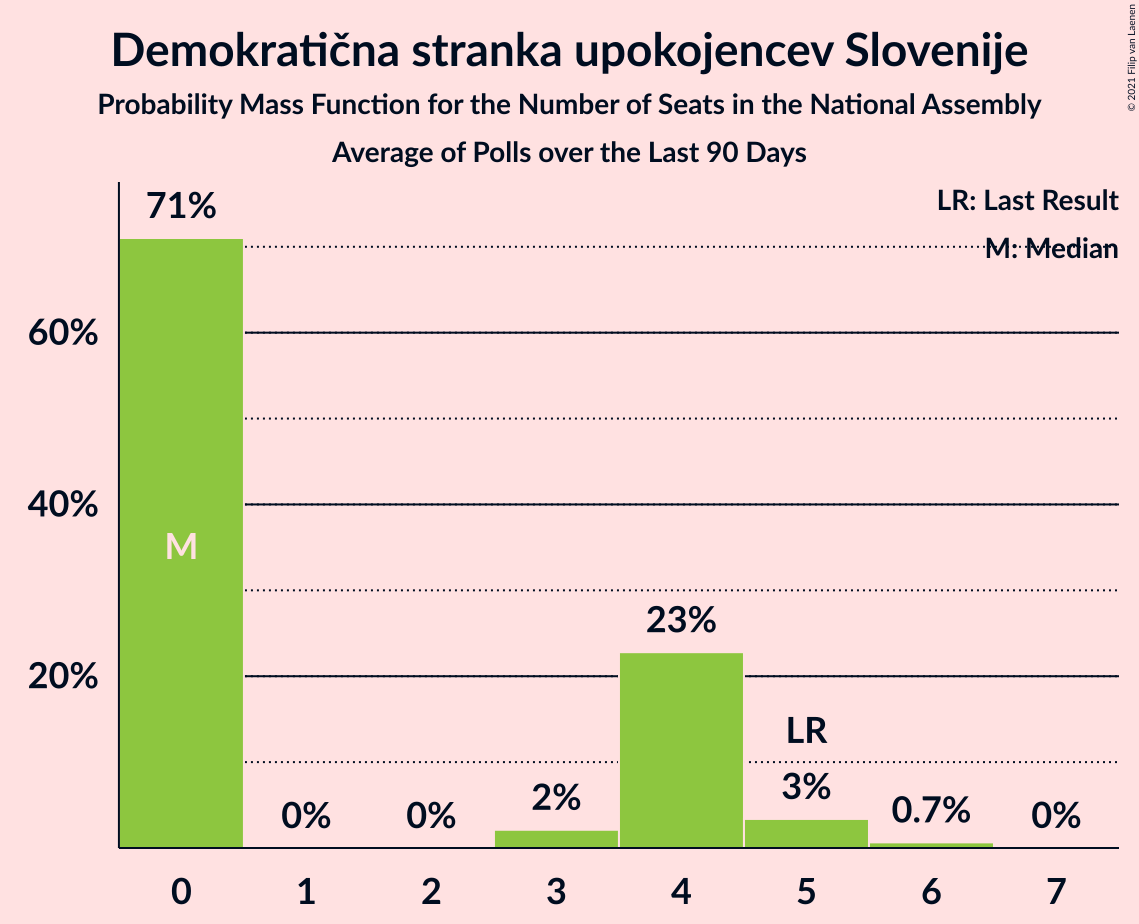 Demokratična stranka upokojencev Slovenije
Probability Mass Function for the Number of Seats in the National Assembly
Average of Polls over the Last 90 Days
© 2021 Filip van Laenen
LR: Last Result
M: Median
71%
60%
40%
20%
M
0%
0%
2%
23%
LR
3%
0.7%
0%
0 1 2 3 4 5 6 7